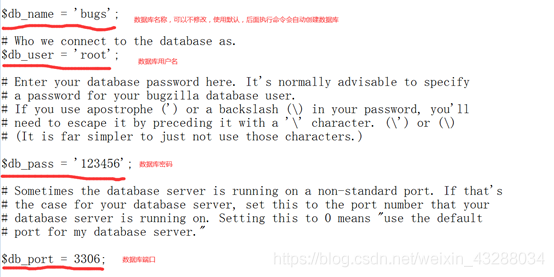 $db_name = 'bugs'; 数据库名称，可以不修改，使用默认，后面执行命令会自动创建数据库
# Who we connect to the database as.
$db_user = 'root'; 数据库用户名
# Enter your database password here. It's normally advisable to specify
# a password for your bugzilla database user.
# If you use apostrophe (') or a backslash (\) in your password, you'll
# need to escape it by preceding it with a '\' character. (\') or (\)
# (It is far simpler to just not use those characters.)
$db_pass = '123456'; 数据库密码
# Sometimes the database server is running on a non-standard port. If that's
# the case for your database server, set this to the port number that your
# database server is running on. Setting this to 0 means "use the default
# port for my database server."
$db_port = 3306; 数据库端口
https://blog.csdn.net/weixin_43288034